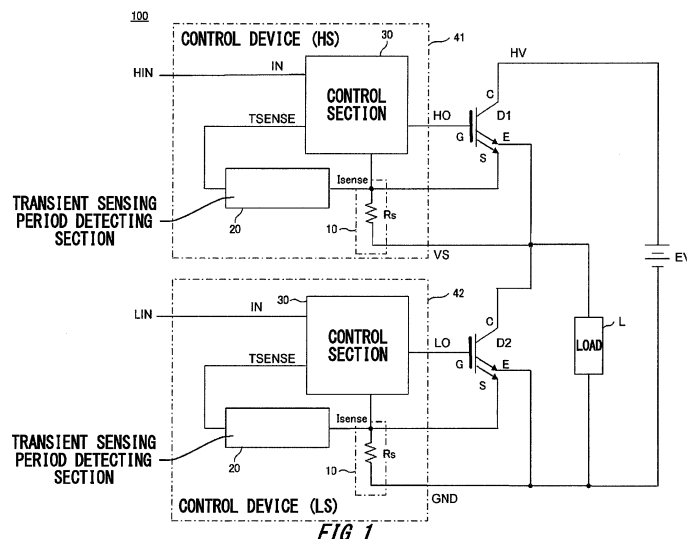 100
CONTROL DEVICE (HS)
30
41
HV
HIN
IN
C
CONTROL
SECTION
D1
HO
TSENSE
G
E
S
Isense
TRANSIENT SENSING
PERIOD DETECTING
SECTION
20
10
Rs
VS
EV
30
42
LIN
IN
C
CONTROL
SECTION
LO
D2
L
LOAD
TSENSE
G
E
S
Isense
TRANSIENT SENSING
PERIOD DETECTING
SECTION
20
10
Rs
GND
CONTROL DEVICE (LS)
FIG 1